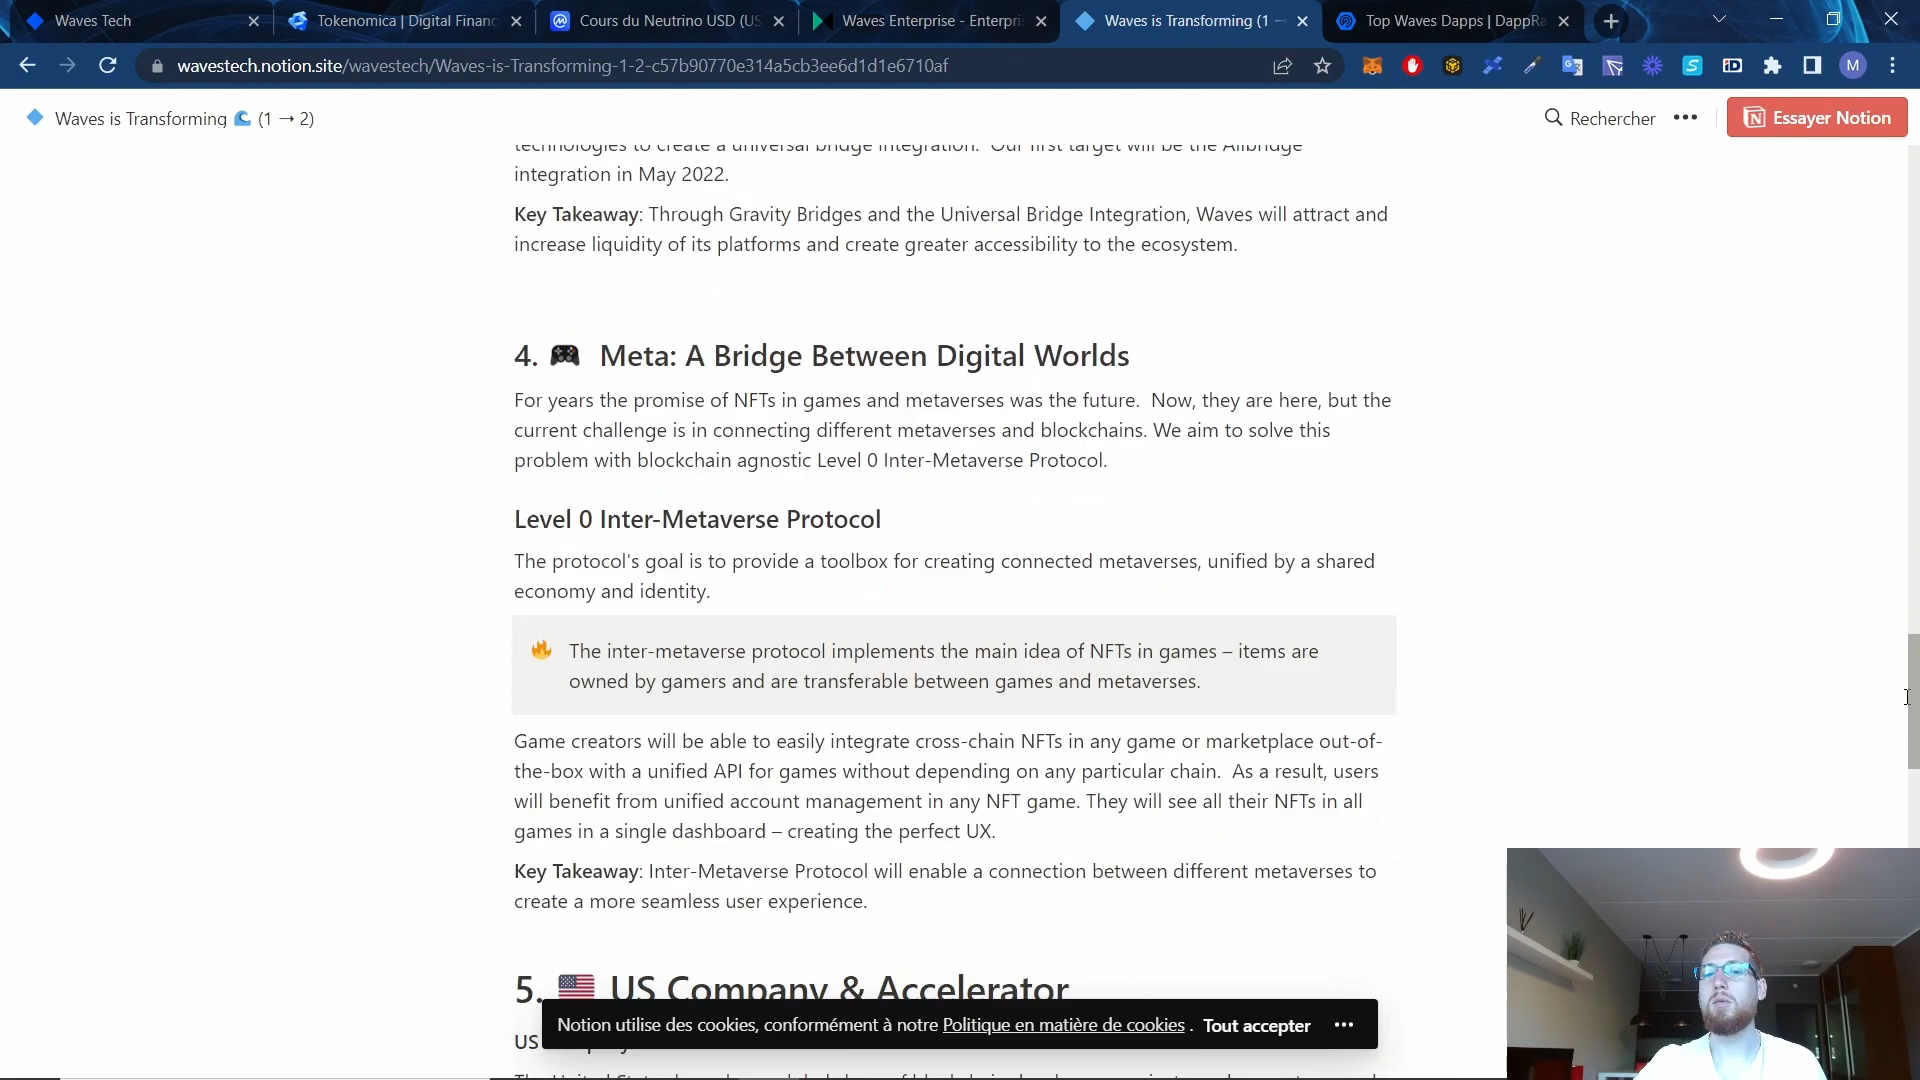 Waves Tech
Tokenomica | Digital Financ
Cours du Neutrino USD (US
Waves Enterprise - Enterpris
Waves is Transforming (1 →
Top Waves Dapps | DappRa
wavestech.notion.site/wavestech/Waves-is-Transforming-1-2-c57b90770e314a5cb3ee6d1d1e6710af
M
Waves is Transforming 🌊 (1 → 2)
Rechercher
Essayer Notion
technologies to create a universal bridge integration. Our first target will be the Allbridge
integration in May 2022.
Key Takeaway: Through Gravity Bridges and the Universal Bridge Integration, Waves will attract and
increase liquidity of its platforms and create greater accessibility to the ecosystem.
4. 🎮 Meta: A Bridge Between Digital Worlds
For years the promise of NFTs in games and metaverses was the future. Now, they are here, but the
current challenge is in connecting different metaverses and blockchains. We aim to solve this
problem with blockchain agnostic Level 0 Inter-Metaverse Protocol.
Level 0 Inter-Metaverse Protocol
The protocol's goal is to provide a toolbox for creating connected metaverses, unified by a shared
economy and identity.
🔥 The inter-metaverse protocol implements the main idea of NFTs in games – items are
owned by gamers and are transferable between games and metaverses.
Game creators will be able to easily integrate cross-chain NFTs in any game or marketplace out-of-
the-box with a unified API for games without depending on any particular chain. As a result, users
will benefit from unified account management in any NFT game. They will see all their NFTs in all
games in a single dashboard – creating the perfect UX.
Key Takeaway: Inter-Metaverse Protocol will enable a connection between different metaverses to
create a more seamless user experience.
5. 🇺🇸 US Company & Accelerator
Notion utilise des cookies, conformément à notre Politique en matière de cookies . Tout accepter
US